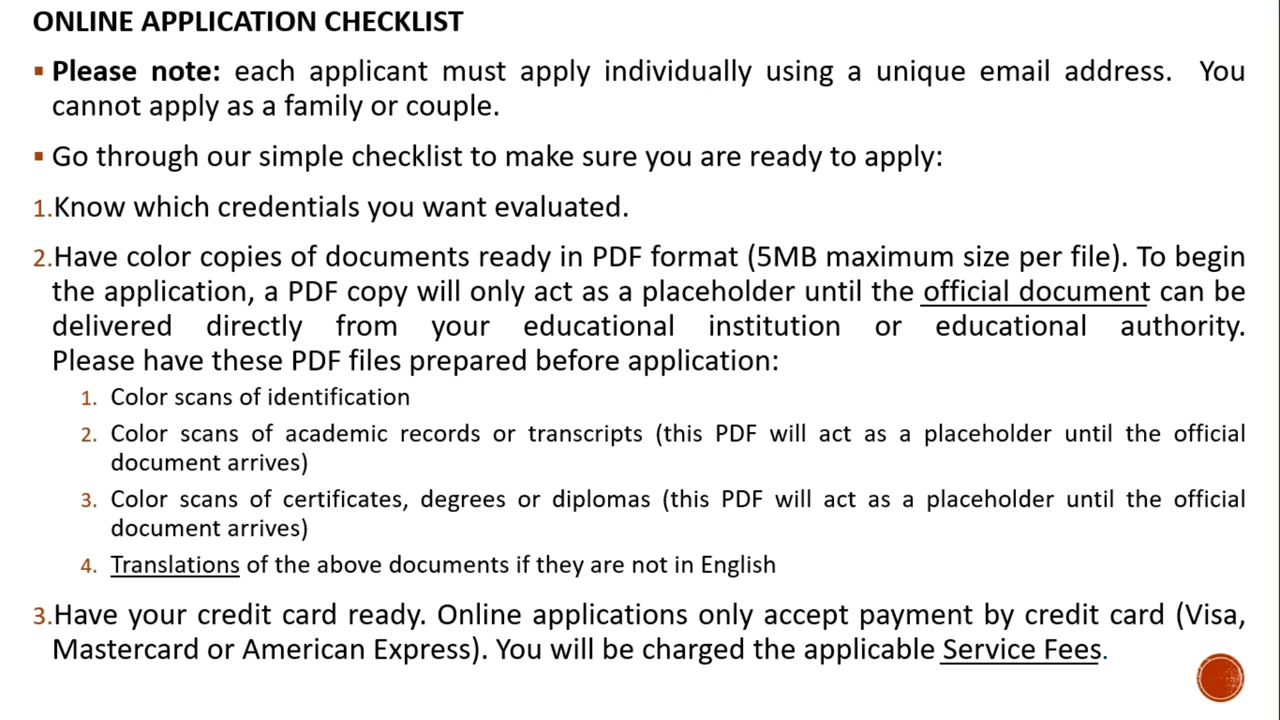 ONLINE APPLICATION CHECKLIST
▪ Please note: each applicant must apply individually using a unique email address. You
cannot apply as a family or couple.
▪ Go through our simple checklist to make sure you are ready to apply:
1.Know which credentials you want evaluated.
2.Have color copies of documents ready in PDF format (5MB maximum size per file). To begin
the application, a PDF copy will only act as a placeholder until the official document can be
delivered directly from your educational institution or educational authority.
Please have these PDF files prepared before application:
1. Color scans of identification
2. Color scans of academic records or transcripts (this PDF will act as a placeholder until the official
document arrives)
3. Color scans of certificates, degrees or diplomas (this PDF will act as a placeholder until the official
document arrives)
4. Translations of the above documents if they are not in English
3.Have your credit card ready. Online applications only accept payment by credit card (Visa,
Mastercard or American Express). You will be charged the applicable Service Fees.